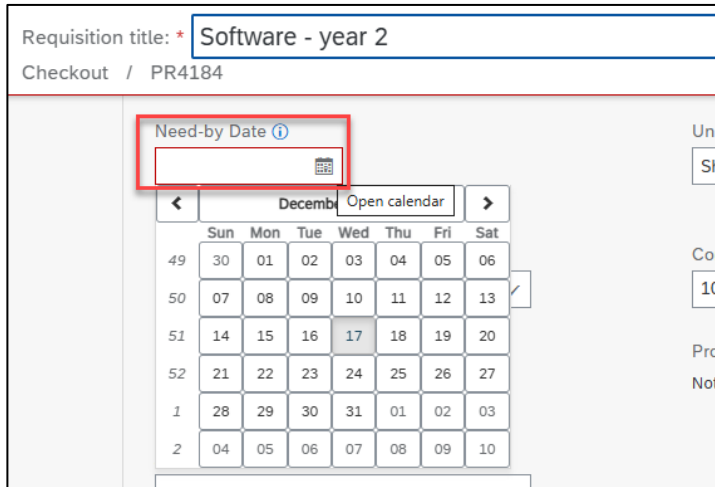 Requisition title: * Software - year 2
Checkout / PR4184
Need-by Date
Open calendar
Sun Mon Tue Wed Thu Fri Sat
49 30 01 02 03 04 05 06
50 07 08 09 10 11 12 13
51 14 15 16 17 18 19 20
52 21 22 23 24 25 26 27
1 28 29 30 31 01 02 03
2 04 05 06 07 08 09 10
Not